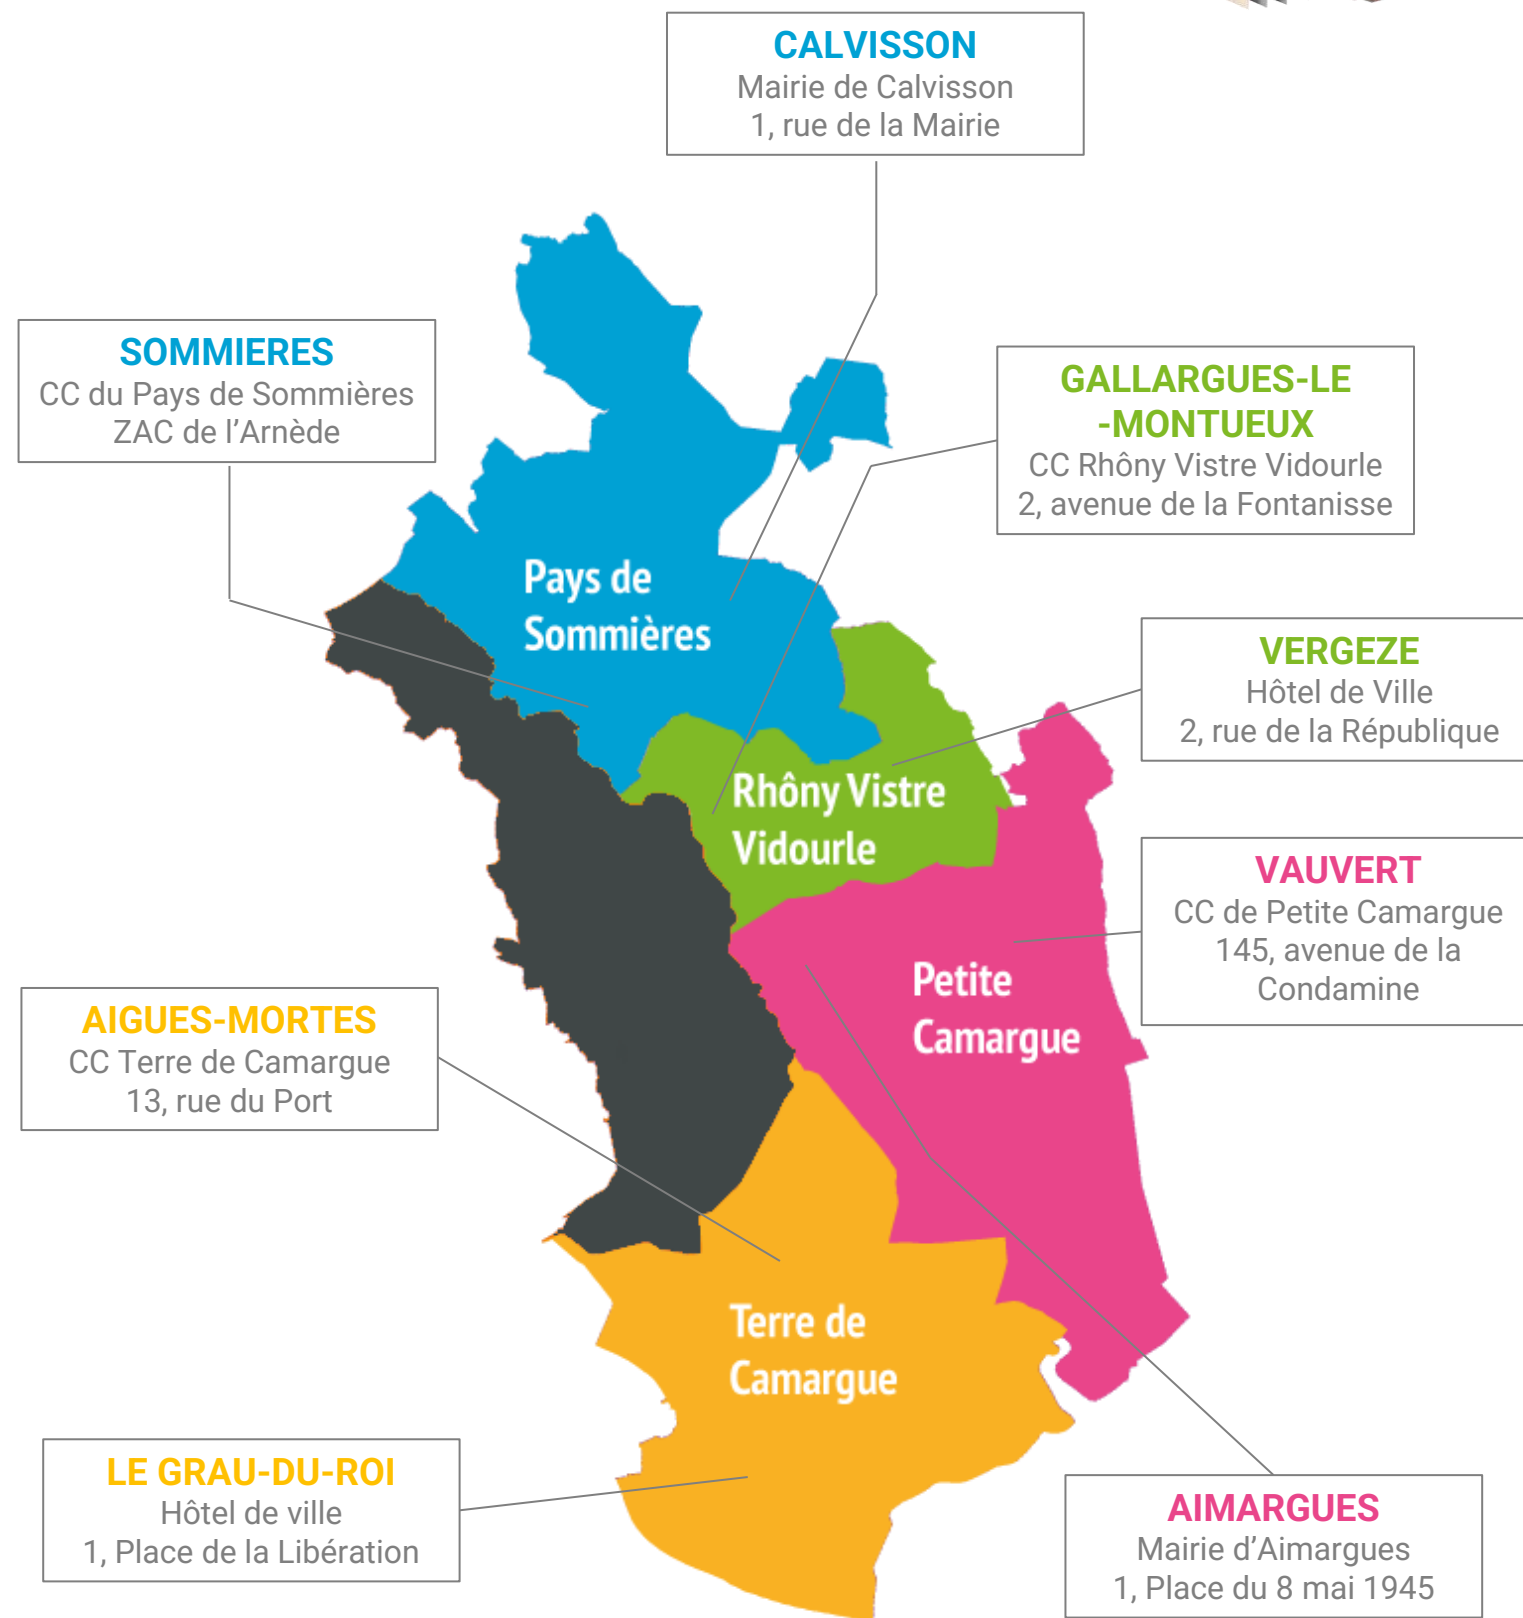 CALVISSON
Mairie de Calvisson
1, rue de la Mairie
SOMMIERES
CC du Pays de Sommières
ZAC de l'Arnède
GALLARGUES-LE
-MONTUEUX
CC Rhôny Vistre Vidourle
2, avenue de la Fontanisse
Pays de
Sommières
VERGEZE
Hôtel de Ville
2, rue de la République
Rhôny Vistre
Vidourle
VAUVERT
CC de Petite Camargue
145, avenue de la
Condamine
Petite
Camargue
AIGUES-MORTES
CC Terre de Camargue
13, rue du Port
Terre de
Camargue
LE GRAU-DU-ROI
Hôtel de ville
1, Place de la Libération
AIMARGUES
Mairie d'Aimargues
1, Place du 8 mai 1945